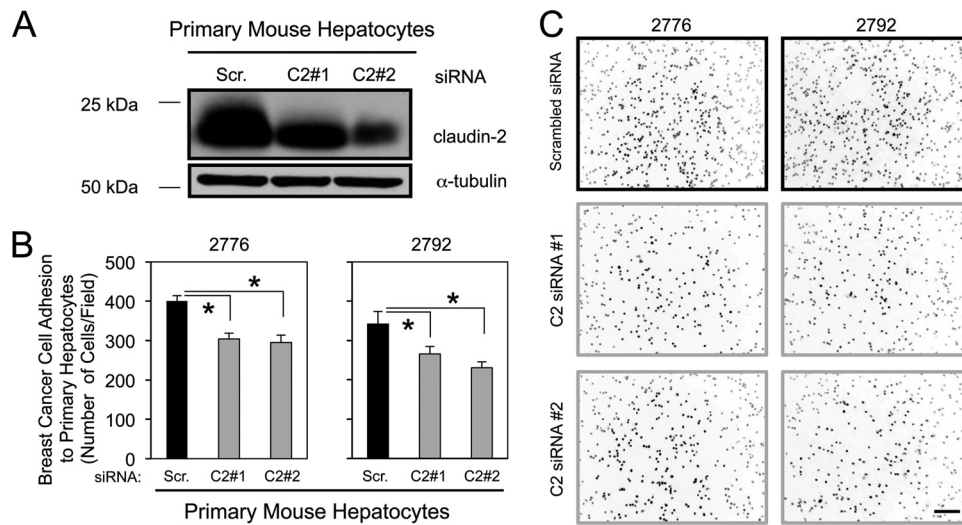 A
Primary Mouse Hepatocytes
Scr. C2#1 C2#2 siRNA
25 kDa
claudin-2
50 kDa
α-tubulin
B
2776 2792
Breast Cancer Cell Adhesion
to Primary Hepatocytes
(Number of Cells/Field)
500
400
300
200
100
0
*
*
*
*
siRNA: Scr. C2#1 C2#2 Scr. C2#1 C2#2
Primary Mouse Hepatocytes
C
2776 2792
Scrambled siRNA
C2 siRNA #1
C2 siRNA #2